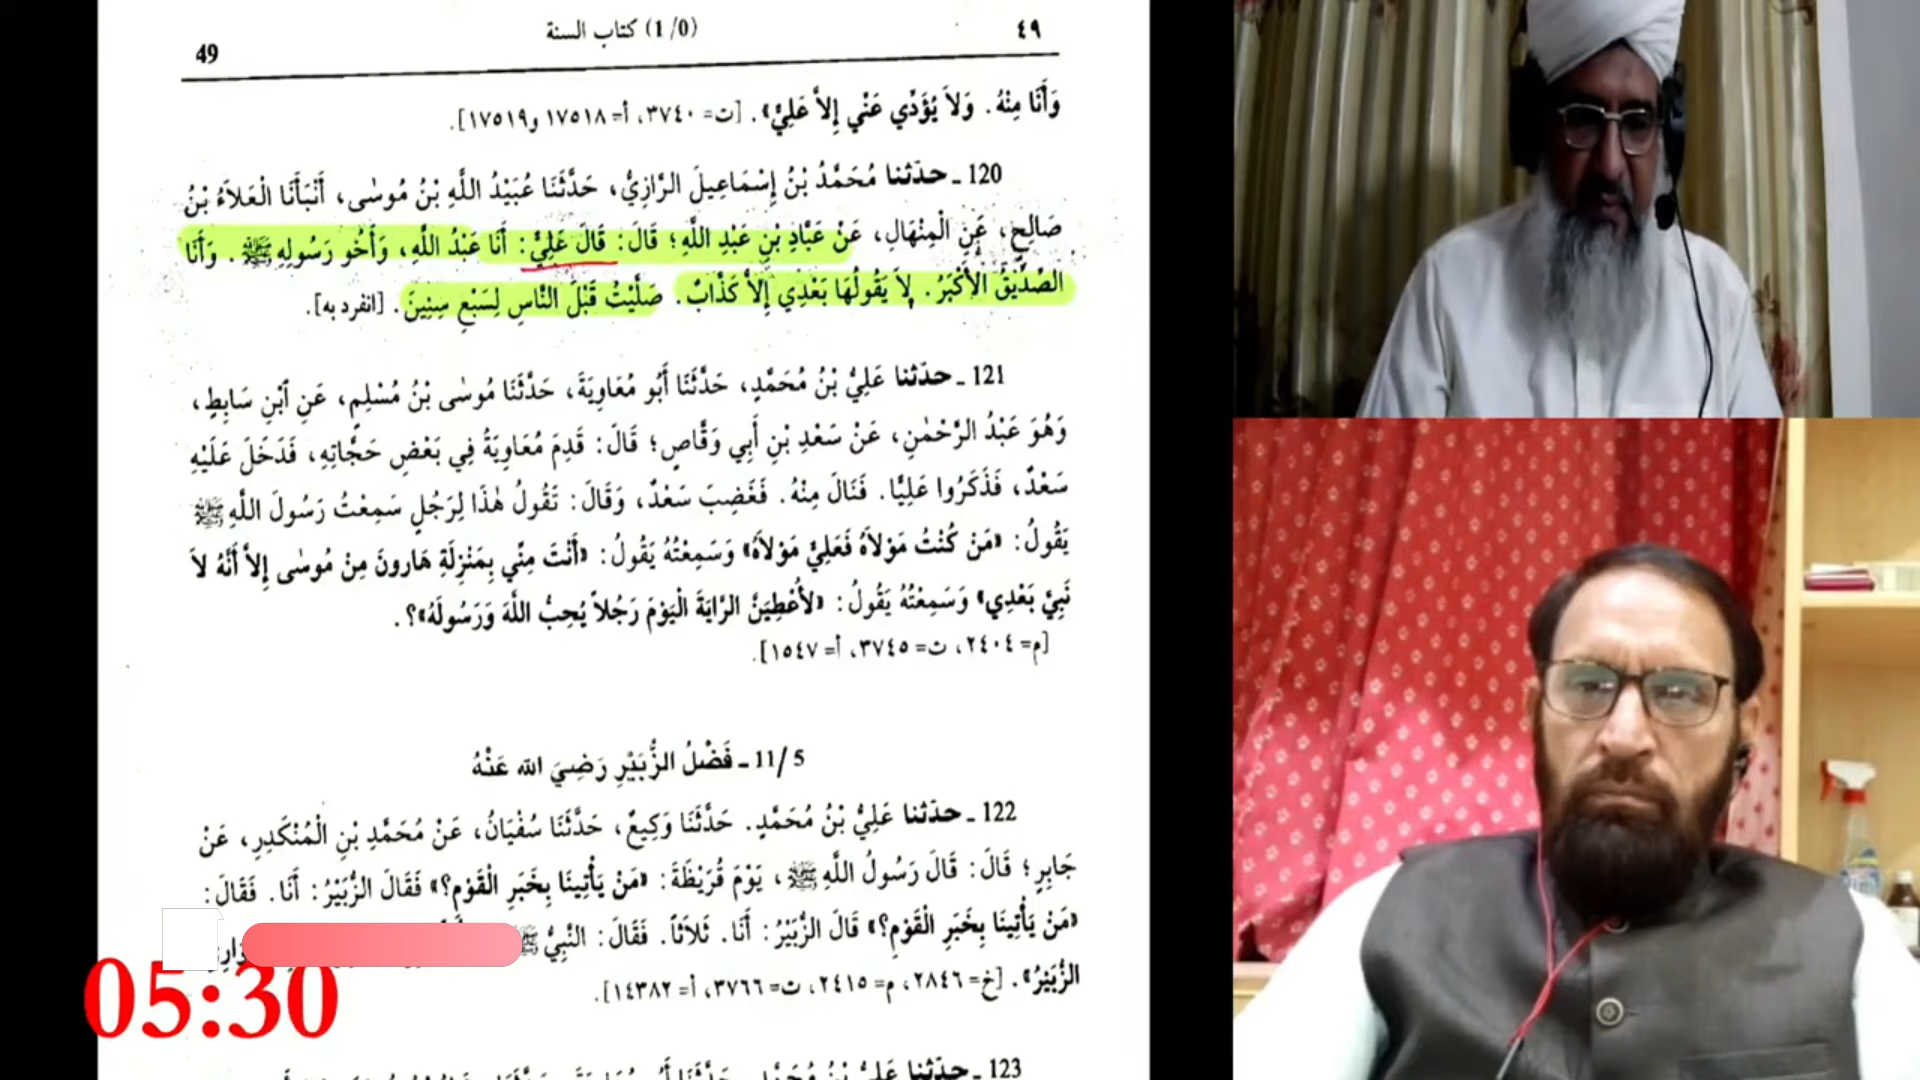 ٤٩ (1/0) كتاب السنة 49
وَأَنَا مِنْهُ. وَلاَ يُؤَدِّي عَنِّي إِلاَّ عَلِيٌّ». [ت= ٣٧٤٠، أ= ١٧٥١٨ و١٧٥١٩].
120 ـ حدّثنا مُحَمَّدُ بْنُ إِسْمَاعِيلَ الرَّازِيُّ، حَدَّثَنَا عُبَيْدُ اللَّهِ بْنُ مُوسٰى، أَنْبَأَنَا الْعَلاَءُ بْنُ
صَالِحٍ، عَنِ الْمِنْهَالِ، عَنْ عَبَّادِ بْنِ عَبْدِ اللَّهِ؛ قَالَ: قَالَ عَلِيٌّ: أَنَا عَبْدُ اللَّهِ، وَأَخُو رَسُولِهِ ﷺ. وَأَنَا
الصِّدِّيقُ الأَكْبَرُ. لاَ يَقُولُهَا بَعْدِي إِلاَّ كَذَّابٌ. صَلَّيْتُ قَبْلَ النَّاسِ لِسَبْعِ سِنِينَ. [انفرد به].
121 ـ حدّثنا عَلِيُّ بْنُ مُحَمَّدٍ، حَدَّثَنَا أَبُو مُعَاوِيَةَ، حَدَّثَنَا مُوسٰى بْنُ مُسْلِمٍ، عَنِ ٱبْنِ سَابِطٍ،
وَهُوَ عَبْدُ الرَّحْمٰنِ، عَنْ سَعْدِ بْنِ أَبِي وَقَّاصٍ؛ قَالَ: قَدِمَ مُعَاوِيَةُ فِي بَعْضِ حَجَّاتِهِ، فَدَخَلَ عَلَيْهِ
سَعْدٌ، فَذَكَرُوا عَلِيًّا. فَنَالَ مِنْهُ. فَغَضِبَ سَعْدٌ، وَقَالَ: تَقُولُ هٰذَا لِرَجُلٍ سَمِعْتُ رَسُولَ اللَّهِ ﷺ
يَقُولُ: «مَنْ كُنْتُ مَوْلاَهُ فَعَلِيٌّ مَوْلاَهُ» وَسَمِعْتُهُ يَقُولُ: «أَنْتَ مِنِّي بِمَنْزِلَةِ هَارونَ مِنْ مُوسٰى إِلاَّ أَنَّهُ لاَ
نَبِيَّ بَعْدِي» وَسَمِعْتُهُ يَقُولُ: «لأُعْطِيَنَّ الرَّايَةَ الْيَوْمَ رَجُلاً يُحِبُّ اللَّهَ وَرَسُولَهُ»؟.
[م= ٢٤٠٤، ت= ٣٧٤٥، أ= ١٥٤٧].
11/5 ـ فَضْلُ الزُّبَيْرِ رَضِيَ الله عَنْهُ
122 ـ حدّثنا عَلِيُّ بْنُ مُحَمَّدٍ. حَدَّثَنَا وَكِيعٌ، حَدَّثَنَا سُفْيَانُ، عَنْ مُحَمَّدِ بْنِ الْمُنْكَدِرِ، عَنْ
جَابِرٍ؛ قَالَ: قَالَ رَسُولُ اللَّهِ ﷺ، يَوْمَ قُرَيْظَةَ: «مَنْ يَأْتِينَا بِخَبَرِ الْقَوْمِ؟» فَقَالَ الزُّبَيْرُ: أَنَا. فَقَالَ:
«مَنْ يَأْتِينَا بِخَبَرِ الْقَوْمِ؟» قَالَ الزُّبَيْرُ: أَنَا. ثَلاَثاً. فَقَالَ: النَّبِيُّ ﷺ
الزُّبَيْرُ». [خ= ٢٨٤٦، م= ٢٤١٥، ت= ٣٧٦٦، أ= ١٤٣٨٢].
123 ـ حدّثنا عَلِيُّ بْنُ مُحَمَّدٍ
05:30